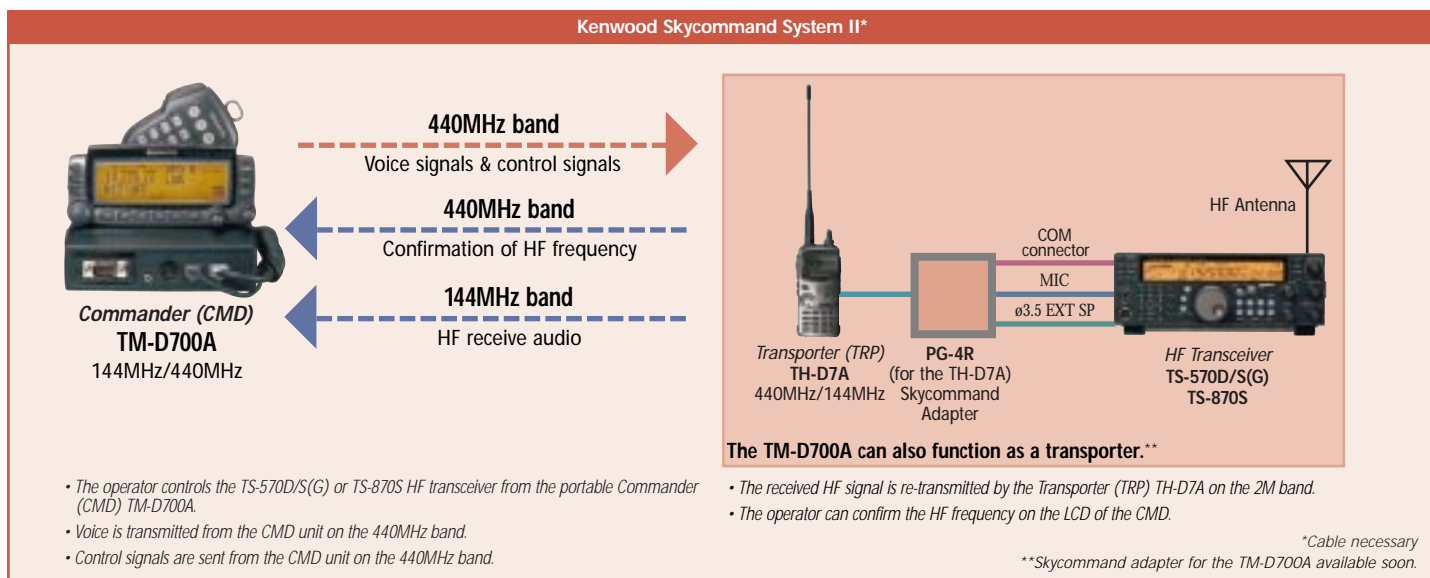 Kenwood Skycommand System II*
440MHz band
Voice signals & control signals
440MHz band
Confirmation of HF frequency
144MHz band
HF receive audio
Commander (CMD)
TM-D700A
144MHz/440MHz
HF Antenna
COM
connector
MIC
ø3.5 EXT SP
Transporter (TRP)
TH-D7A
440MHz/144MHz
PG-4R
(for the TH-D7A)
Skycommand
Adapter
HF Transceiver
TS-570D/S(G)
TS-870S
The TM-D700A can also function as a transporter.**
• The operator controls the TS-570D/S(G) or TS-870S HF transceiver from the portable Commander
(CMD) TM-D700A.
• Voice is transmitted from the CMD unit on the 440MHz band.
• Control signals are sent from the CMD unit on the 440MHz band.
• The received HF signal is re-transmitted by the Transporter (TRP) TH-D7A on the 2M band.
• The operator can confirm the HF frequency on the LCD of the CMD.
*Cable necessary
**Skycommand adapter for the TM-D700A available soon.